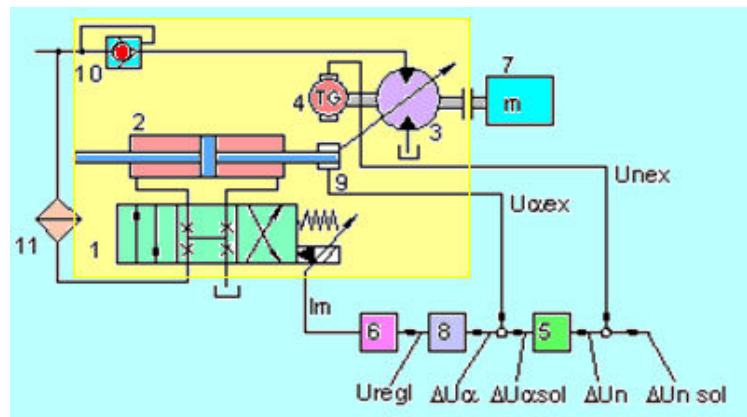 10
4
TG
7
m
2
3
Unex
9
Uαex
11
1
Im
6
8
5
Uregl
ΔUα
ΔUαsol
ΔUn
ΔUn sol